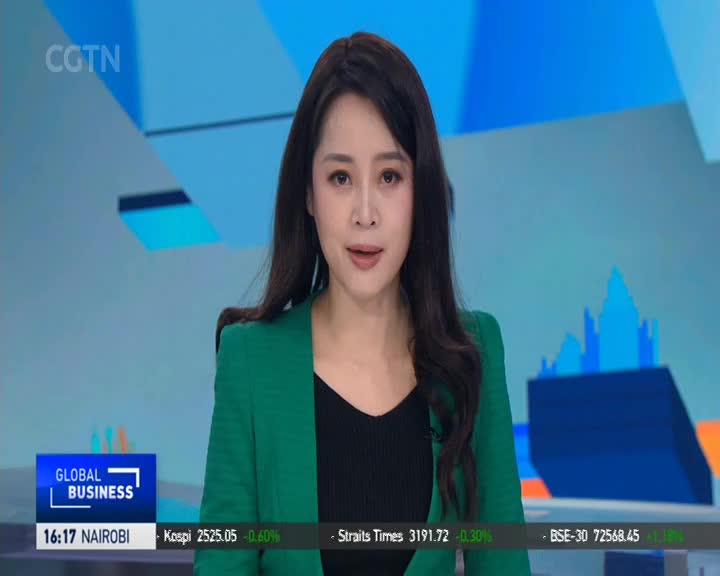 CGTN
GLOBAL
BUSINESS
16:17 NAIROBI · Kospi 2525.05 -0.60% · Straits Times 3191.72 -0.30% · BSE-30 72568.45 +1.18%